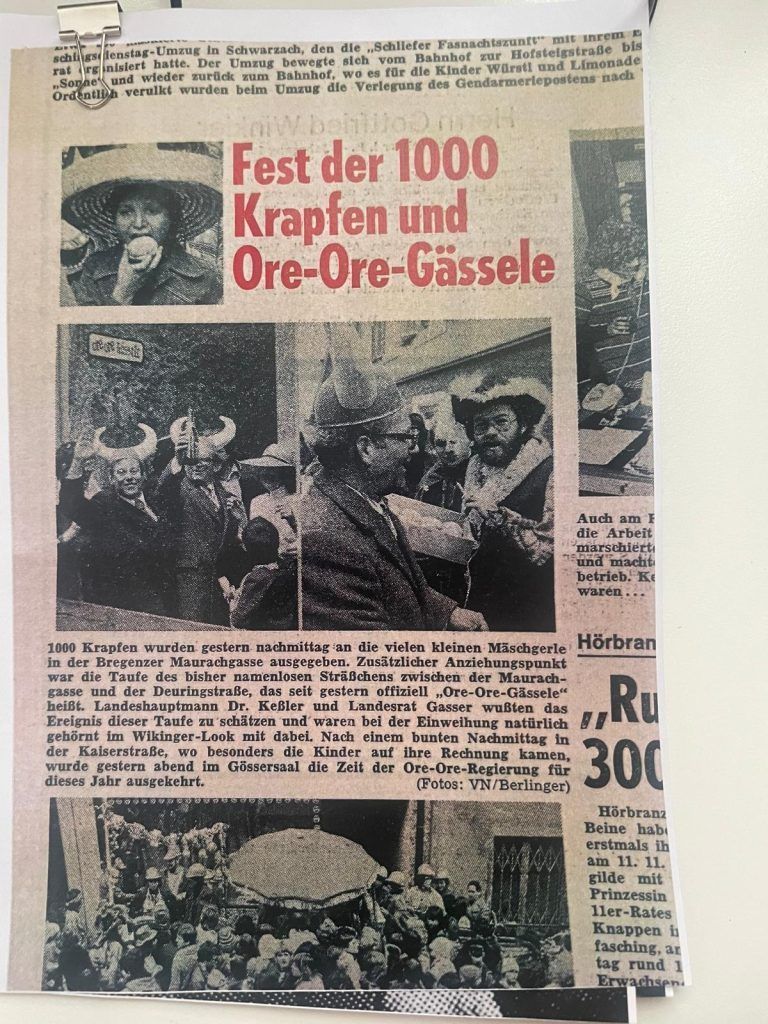 schingsdienstag-Umzug in Schwarzach, den die „Schliefer Fasnachtszunft" mit ihrem E
rat organisiert hatte. Der Umzug bewegte sich vom Bahnhof zur Hofsteigstraße bis
„Sonne" und wieder zurück zum Bahnhof, wo es für die Kinder Würstl und Limonade
Ordentlich verulkt wurden beim Umzug die Verlegung des Gendarmeriepostens nach
Fest der 1000
Krapfen und
Ore-Ore-Gässele
ore ore gässele
1000 Krapfen wurden gestern nachmittag an die vielen kleinen Mäschgerle
in der Bregenzer Maurachgasse ausgegeben. Zusätzlicher Anziehungspunkt
war die Taufe des bisher namenlosen Sträßchens zwischen der Maurach-
gasse und der Deuringstraße, das seit gestern offiziell „Ore-Ore-Gässele"
heißt. Landeshauptmann Dr. Keßler und Landesrat Gasser wußten das
Ereignis dieser Taufe zu schätzen und waren bei der Einweihung natürlich
gehörnt im Wikinger-Look mit dabei. Nach einem bunten Nachmittag in
der Kaiserstraße, wo besonders die Kinder auf ihre Rechnung kamen,
wurde gestern abend im Gössersaal die Zeit der Ore-Ore-Regierung für
dieses Jahr ausgekehrt. (Fotos: VN/Berlinger)
Auch am
die Arbeit
marschierte
und macht
betrieb. Ke
waren ...
Hörbran
„Ru
300
Hörbranz
Beine hab
erstmals ih
am 11. 11.
gilde mit
Prinzessin
11er-Rates
Knappen i
fasching, a
tag rund 1
Erwachsen